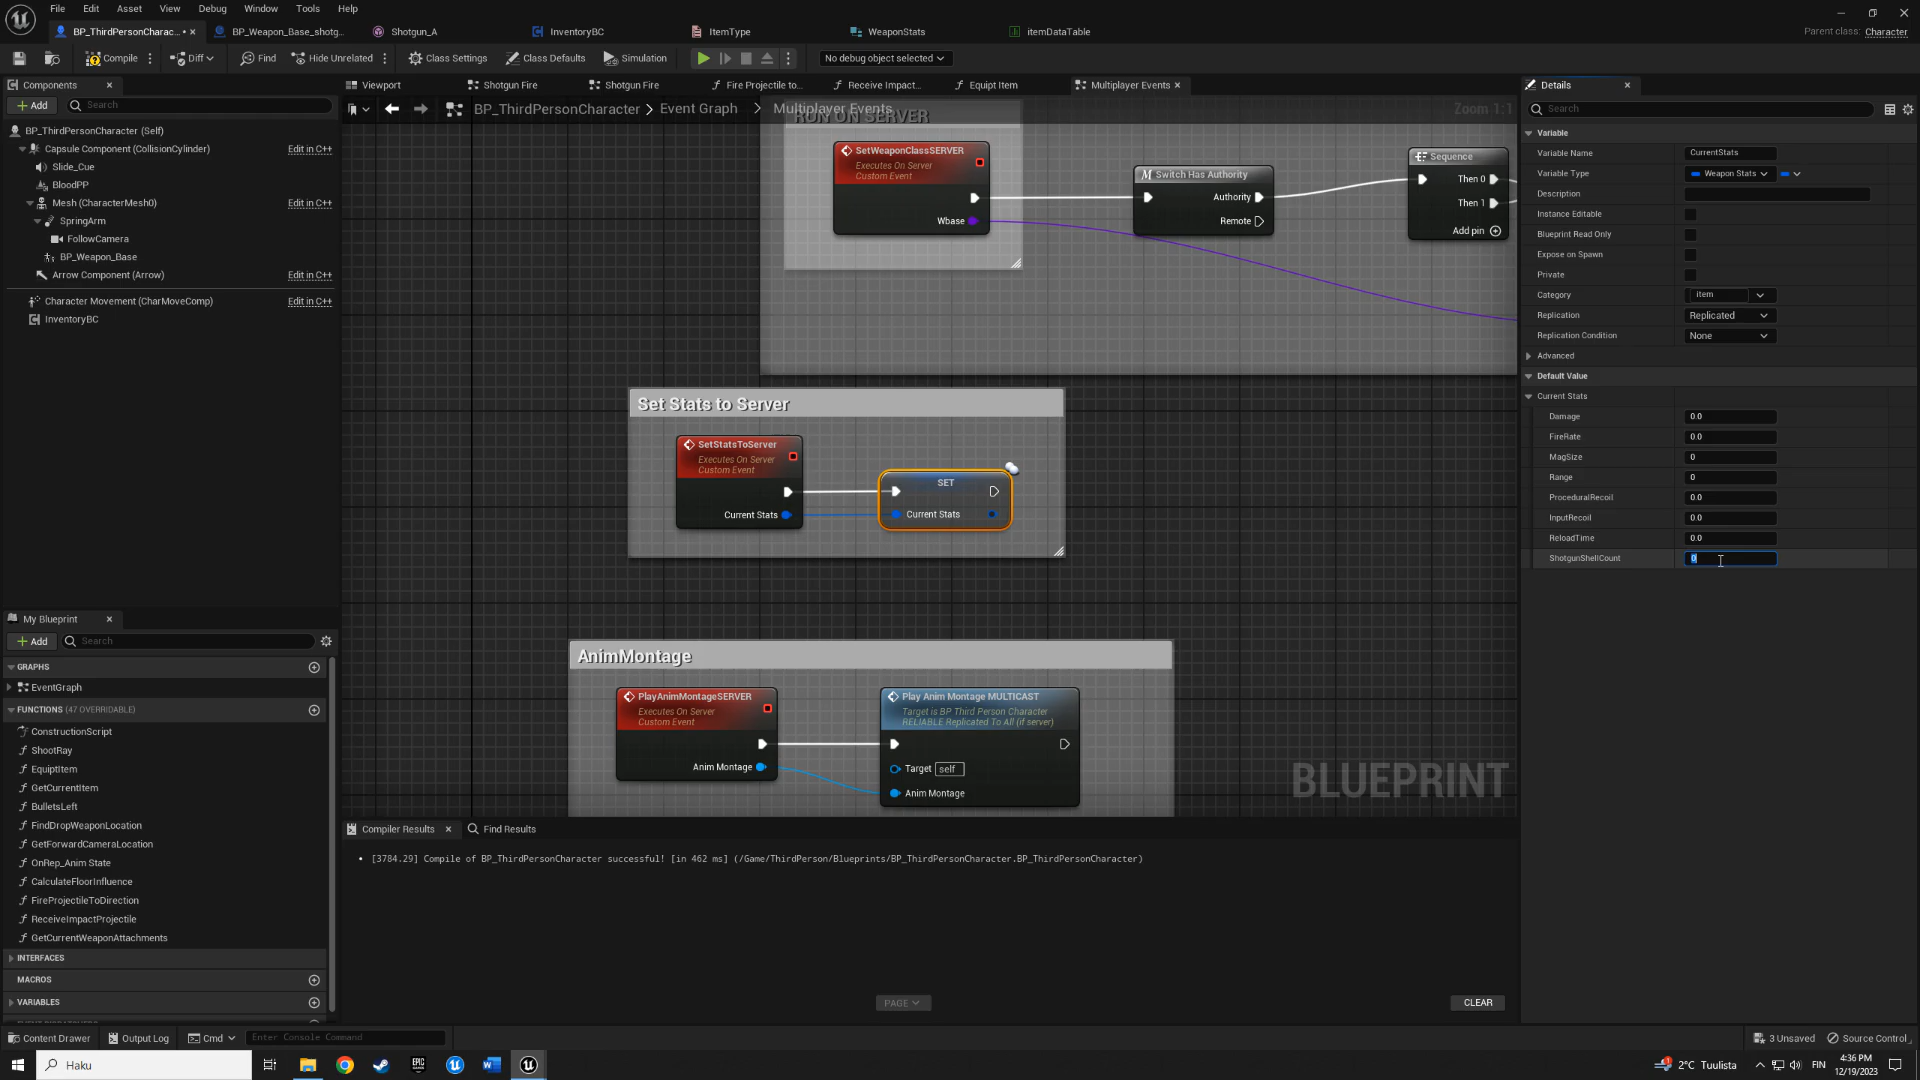 File Edit Asset View Debug Window Tools Help
BP_ThirdPersonCharac... • BP_Weapon_Base_shotg... Shotgun_A InventoryBC ItemType WeaponStats itemDataTable Parent class: Character
Compile Diff Find Hide Unrelated Class Settings Class Defaults Simulation No debug object selected
Components
Add Search
BP_ThirdPersonCharacter (Self)
Capsule Component (CollisionCylinder) Edit in C++
Slide_Cue
BloodPP
Mesh (CharacterMesh0) Edit in C++
SpringArm
FollowCamera
BP_Weapon_Base
Arrow Component (Arrow) Edit in C++
Character Movement (CharMoveComp) Edit in C++
InventoryBC
My Blueprint
Add Search
GRAPHS
EventGraph
FUNCTIONS (47 OVERRIDABLE)
ConstructionScript
ShootRay
EquiptItem
GetCurrentItem
BulletsLeft
FindDropWeaponLocation
GetForwardCameraLocation
OnRep_Anim State
CalculateFloorInfluence
FireProjectileToDirection
ReceiveImpactProjectile
GetCurrentWeaponAttachments
INTERFACES
MACROS
VARIABLES
Viewport Shotgun Fire Shotgun Fire Fire Projectile to... Receive Impact... Equipt Item Multiplayer Events
BP_ThirdPersonCharacter > Event Graph > Multiplayer Events Zoom 1:1
RUN ON SERVER
SetWeaponClassSERVER
Executes On Server
Custom Event
Wbase
Switch Has Authority
Authority
Remote
Sequence
Then 0
Then 1
Add pin
Set Stats to Server
SetStatsToServer
Executes On Server
Custom Event
Current Stats
SET
Current Stats
AnimMontage
PlayAnimMontageSERVER
Executes On Server
Custom Event
Anim Montage
Play Anim Montage MULTICAST
Target is BP Third Person Character
RELIABLE Replicated To All (if server)
Target self
Anim Montage
BLUEPRINT
Compiler Results Find Results
• [3784.29] Compile of BP_ThirdPersonCharacter successful! [in 462 ms] (/Game/ThirdPerson/Blueprints/BP_ThirdPersonCharacter.BP_ThirdPersonCharacter)
PAGE CLEAR
Details
Search
Variable
Variable Name CurrentStats
Variable Type Weapon Stats
Description
Instance Editable
Blueprint Read Only
Expose on Spawn
Private
Category item
Replication Replicated
Replication Condition None
Advanced
Default Value
Current Stats
Damage 0.0
FireRate 0.0
MagSize 0
Range 0
ProceduralRecoil 0.0
InputRecoil 0.0
ReloadTime 0.0
ShotgunShellCount 0
Content Drawer Output Log Cmd Enter Console Command 3 Unsaved Source Control
Haku 2°C Tuulista FIN 4:36 PM
12/19/2023